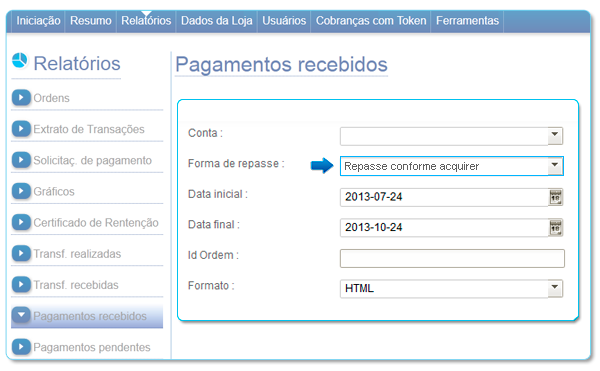 Iniciação Resumo Relatórios Dados da Loja Usuários Cobranças com Token Ferramentas
Relatórios
Ordens
Extrato de Transações
Solicitaç. de pagamento
Gráficos
Certificado de Rentenção
Transf. realizadas
Transf. recebidas
Pagamentos recebidos
Pagamentos pendentes
Pagamentos recebidos
Conta :
Forma de repasse : Repasse conforme acquirer
Data inicial : 2013-07-24
Data final : 2013-10-24
Id Ordem :
Formato : HTML